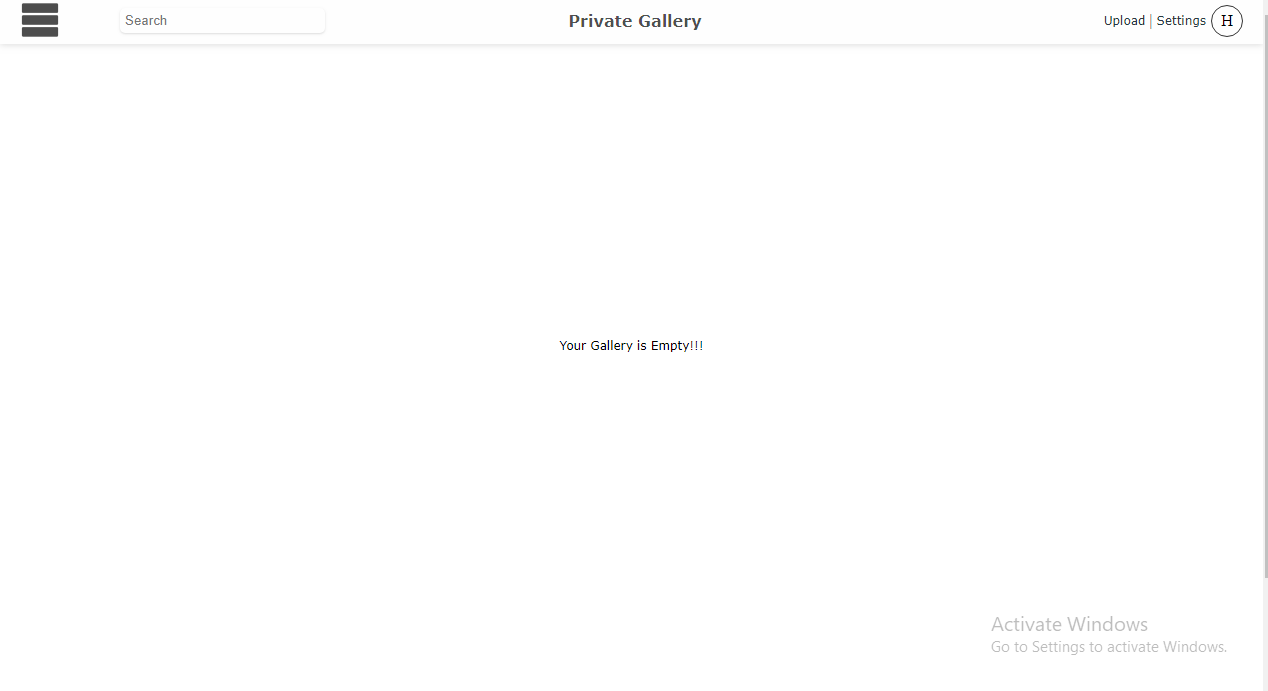 Search
Private Gallery
Upload | Settings H
Your Gallery is Empty!!!
Activate Windows
Go to Settings to activate Windows.